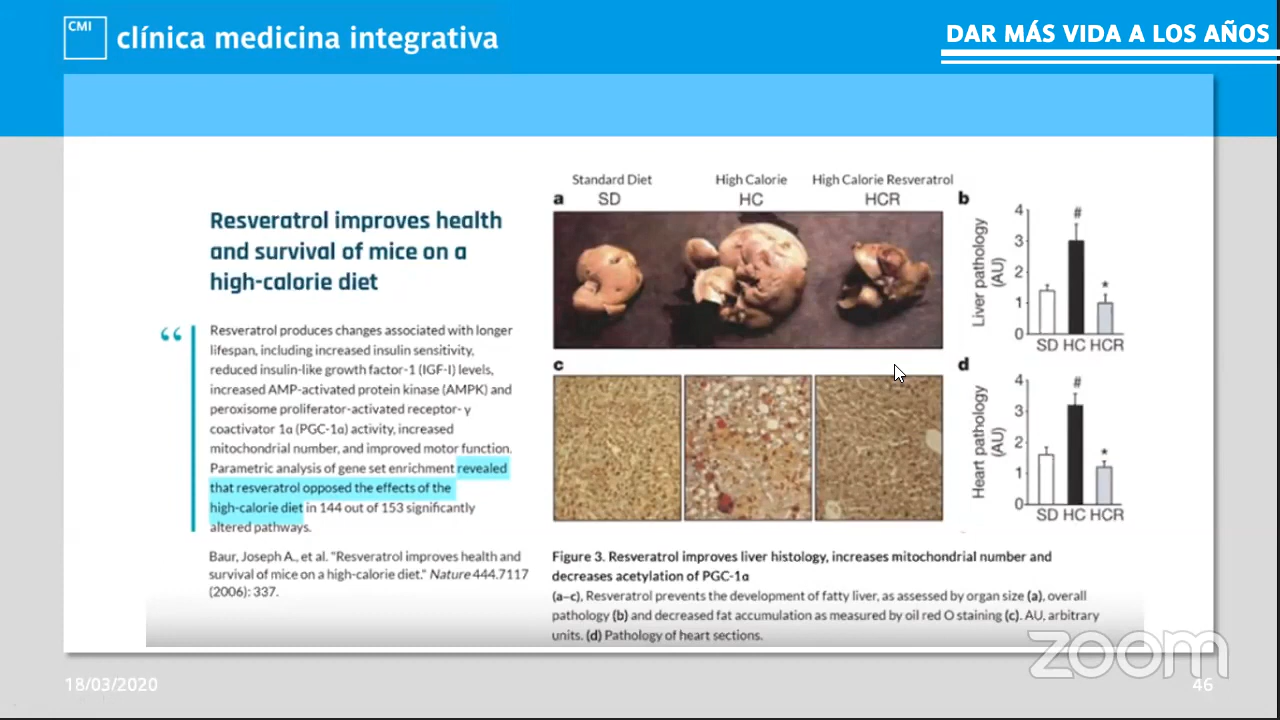 CMI
clínica medicina integrativa
DAR MÁS VIDA A LOS AÑOS
Resveratrol improves health
and survival of mice on a
high-calorie diet
“
Resveratrol produces changes associated with longer
lifespan, including increased insulin sensitivity,
reduced insulin-like growth factor-1 (IGF-I) levels,
increased AMP-activated protein kinase (AMPK) and
peroxisome proliferator-activated receptor- γ
coactivator 1α (PGC-1α) activity, increased
mitochondrial number, and improved motor function.
Parametric analysis of gene set enrichment revealed
that resveratrol opposed the effects of the
high-calorie diet in 144 out of 153 significantly
altered pathways.
Baur, Joseph A., et al. "Resveratrol improves health and
survival of mice on a high-calorie diet." Nature 444.7117
(2006): 337.
Standard Diet High Calorie High Calorie Resveratrol
a SD HC HCR
b
Liver pathology
(AU)
4
3
2
1
0
#
*
SD HC HCR
c
d
Heart pathology
(AU)
4
3
2
1
0
#
*
SD HC HCR
Figure 3. Resveratrol improves liver histology, increases mitochondrial number and
decreases acetylation of PGC-1α
(a–c), Resveratrol prevents the development of fatty liver, as assessed by organ size (a), overall
pathology (b) and decreased fat accumulation as measured by oil red O staining (c). AU, arbitrary
units. (d) Pathology of heart sections.
zoom
18/03/2020
46